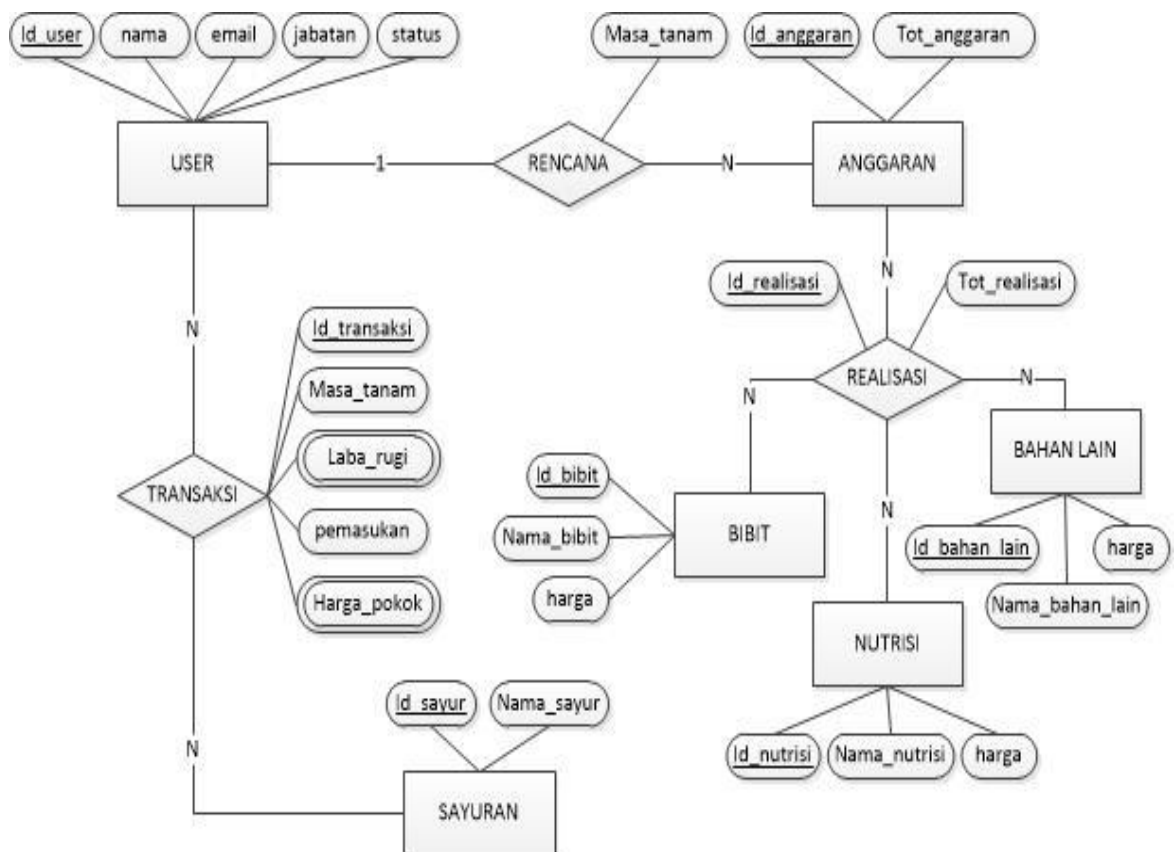 Id_user
nama
email
jabatan
status
Masa_tanam
Id_anggaran
Tot_anggaran
USER
1
RENCANA
N
ANGGARAN
N
Id_realisasi
Tot_realisasi
N
Id_transaksi
Masa_tanam
Laba_rugi
TRANSAKSI
pemasukan
Harga_pokok
REALISASI
N
N
BAHAN LAIN
Id_bibit
Nama_bibit
harga
BIBIT
N
Id_bahan_lain
harga
Nama_bahan_lain
NUTRISI
Id_sayur
Nama_sayur
N
Id_nutrisi
Nama_nutrisi
harga
SAYURAN